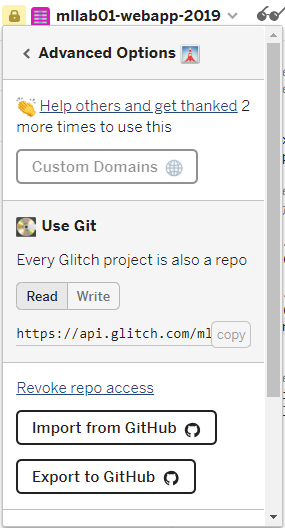 mllab01-webapp-2019
Advanced Options
Help others and get thanked 2
more times to use this
Custom Domains
Use Git
Every Glitch project is also a repo
Read Write
https://api.glitch.com/ml copy
Revoke repo access
Import from GitHub
Export to GitHub